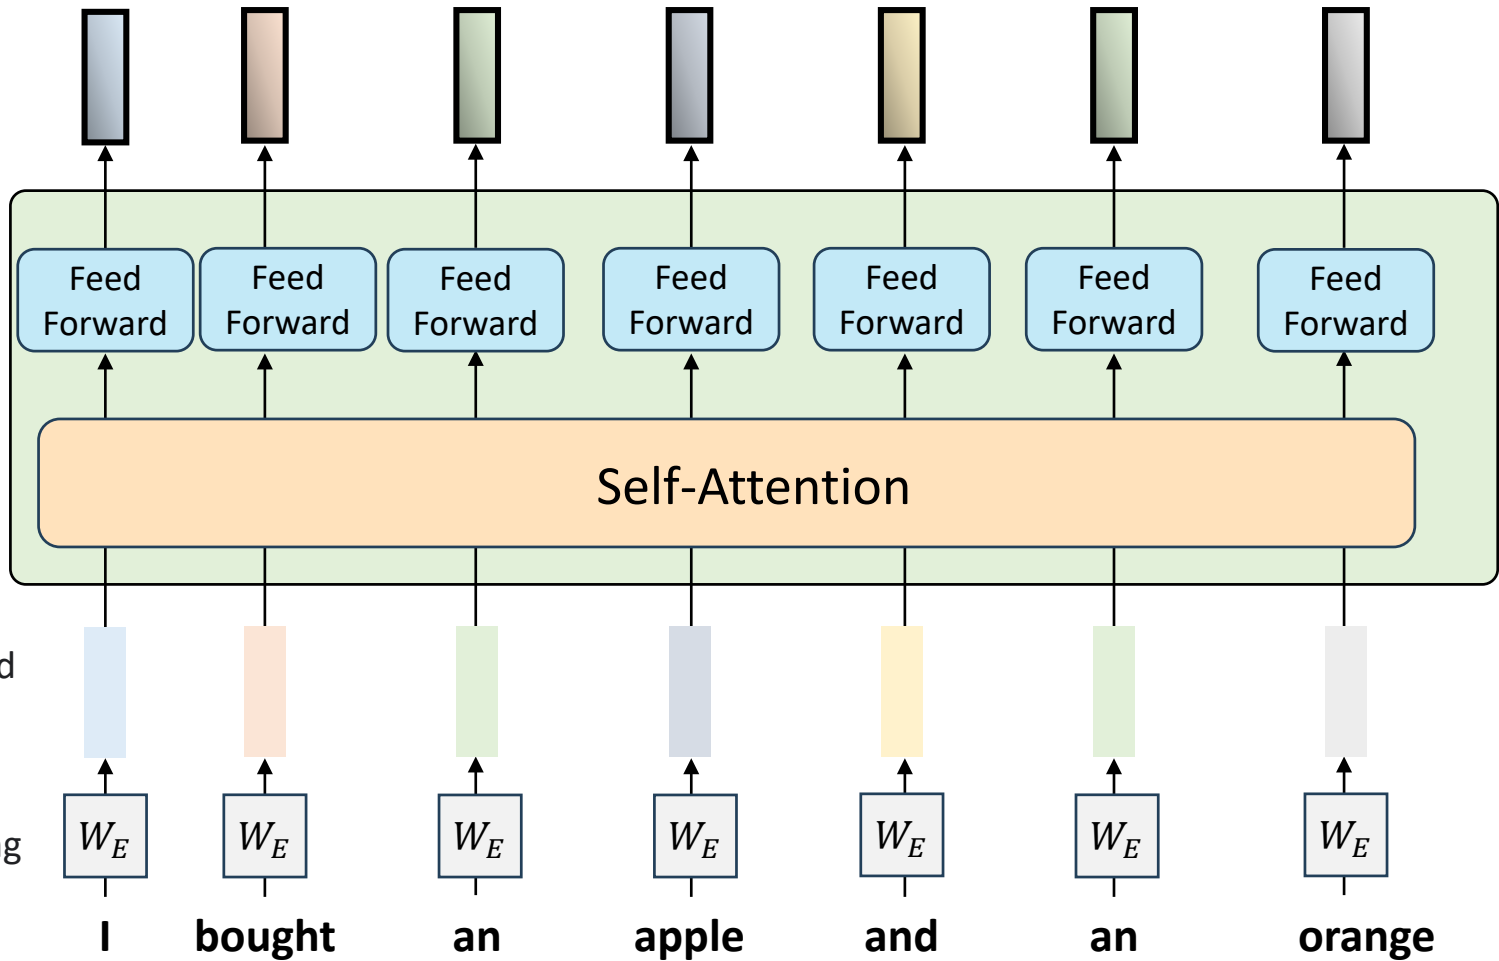 Feed Forward Feed Forward Feed Forward Feed Forward Feed Forward Feed Forward Feed Forward
Self-Attention
d
W_E W_E W_E W_E W_E W_E W_E
I bought an apple and an orange